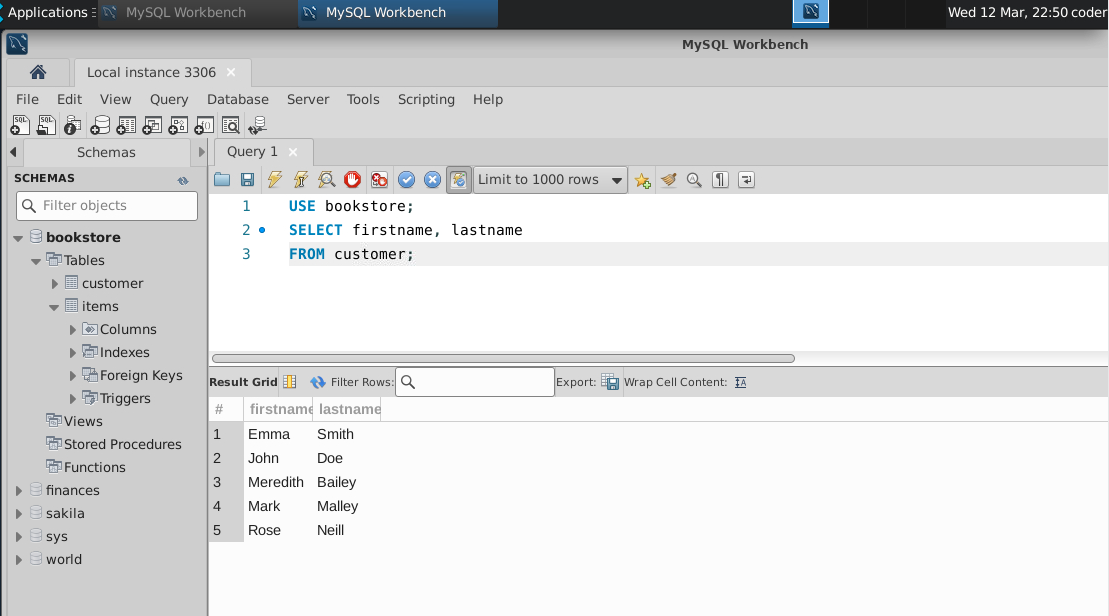 Applications MySQL Workbench MySQL Workbench Wed 12 Mar, 22:50 coder
MySQL Workbench
Local instance 3306
File Edit View Query Database Server Tools Scripting Help
Schemas
SCHEMAS
Filter objects
bookstore
Tables
customer
items
Columns
Indexes
Foreign Keys
Triggers
Views
Stored Procedures
Functions
finances
sakila
sys
world
Query 1
Limit to 1000 rows
1 USE bookstore;
2 SELECT firstname, lastname
3 FROM customer;
Result Grid Filter Rows: Export: Wrap Cell Content:
# firstname lastname
1 Emma Smith
2 John Doe
3 Meredith Bailey
4 Mark Malley
5 Rose Neill